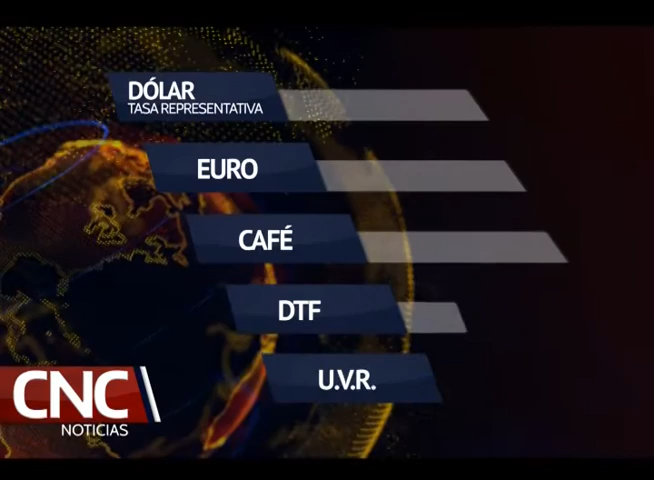 DÓLAR
TASA REPRESENTATIVA
EURO
CAFÉ
DTF
U.V.R.
CNC
NOTICIAS